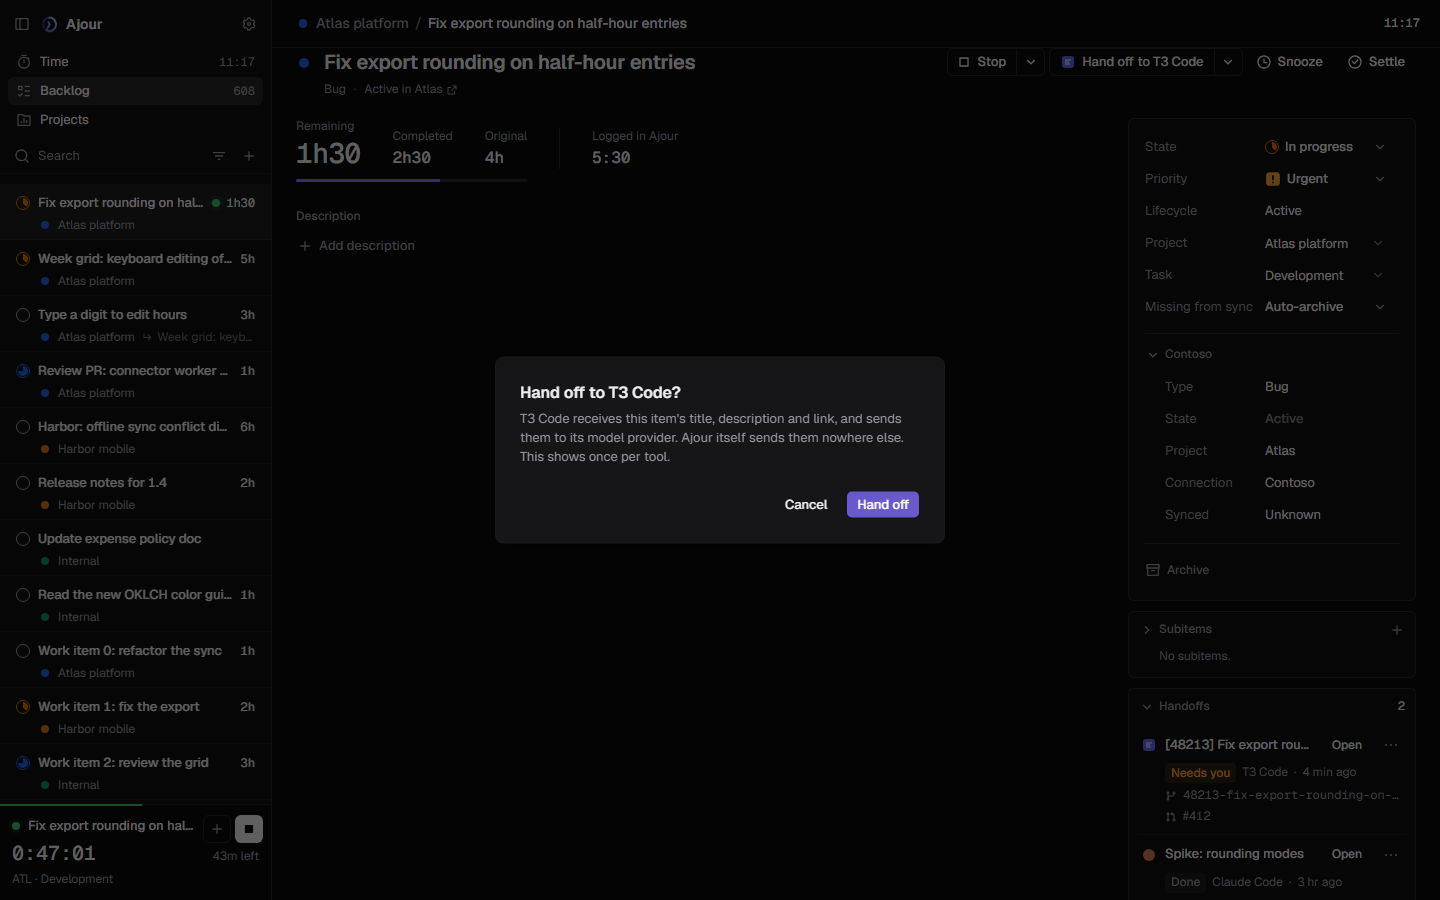 Ajour
Time 11:17
Backlog 608
Projects
Search
Fix export rounding on hal... 1h30
Atlas platform
Week grid: keyboard editing of... 5h
Atlas platform
Type a digit to edit hours 3h
Atlas platform ↳ Week grid: keyb...
Review PR: connector worker ... 1h
Atlas platform
Harbor: offline sync conflict di... 6h
Harbor mobile
Release notes for 1.4 2h
Harbor mobile
Update expense policy doc
Internal
Read the new OKLCH color gui... 1h
Internal
Work item 0: refactor the sync 1h
Atlas platform
Work item 1: fix the export 2h
Harbor mobile
Work item 2: review the grid 3h
Internal
Fix export rounding on hal...
0:47:01 43m left
ATL · Development
Atlas platform / Fix export rounding on half-hour entries 11:17
Fix export rounding on half-hour entries
Stop Hand off to T3 Code Snooze Settle
Bug · Active in Atlas
Remaining Completed Original Logged in Ajour
1h30 2h30 4h 5:30
Description
+ Add description
Hand off to T3 Code?
T3 Code receives this item's title, description and link, and sends
them to its model provider. Ajour itself sends them nowhere else.
This shows once per tool.
Cancel Hand off
State In progress
Priority Urgent
Lifecycle Active
Project Atlas platform
Task Development
Missing from sync Auto-archive
Contoso
Type Bug
State Active
Project Atlas
Connection Contoso
Synced Unknown
Archive
Subitems
No subitems.
Handoffs 2
[48213] Fix export rou... Open
Needs you T3 Code · 4 min ago
48213-fix-export-rounding-on-...
#412
Spike: rounding modes Open
Done Claude Code · 3 hr ago